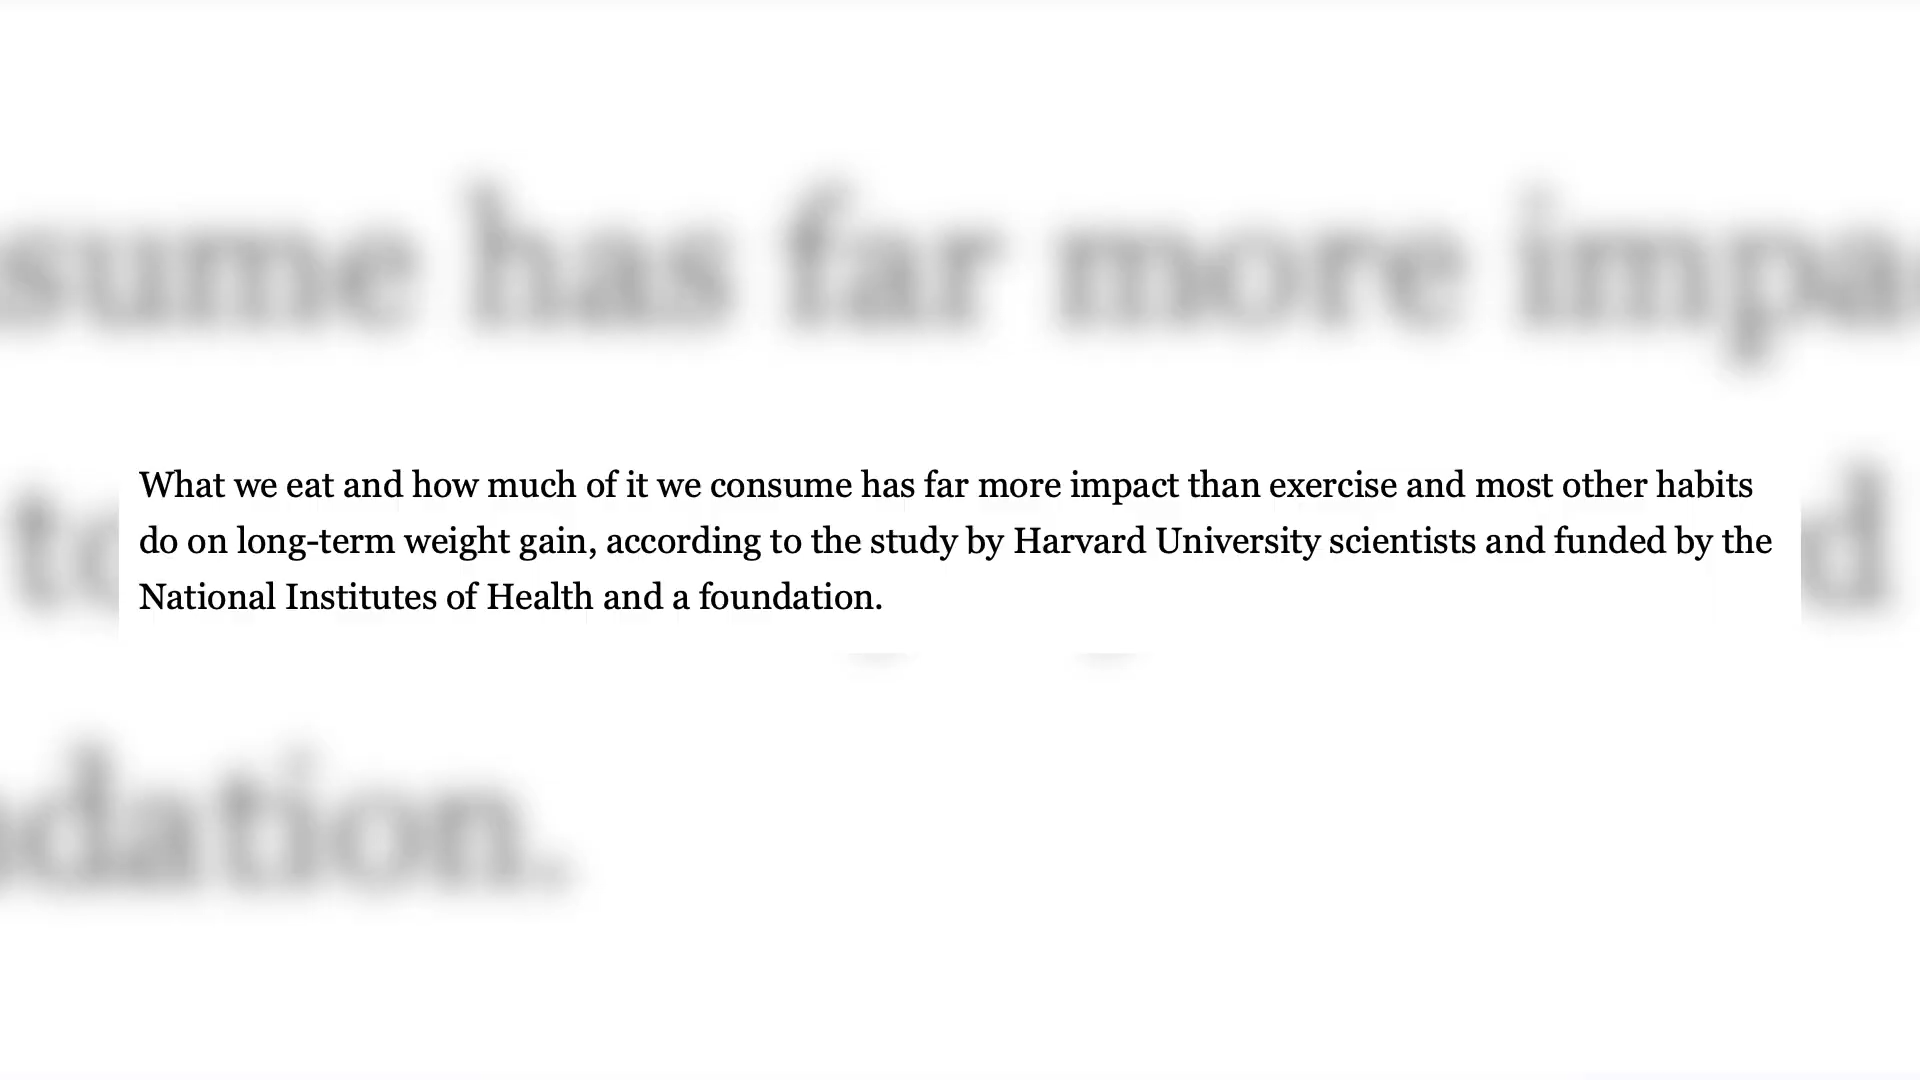 What we eat and how much of it we consume has far more impact than exercise and most other habits
do on long-term weight gain, according to the study by Harvard University scientists and funded by the
National Institutes of Health and a foundation.